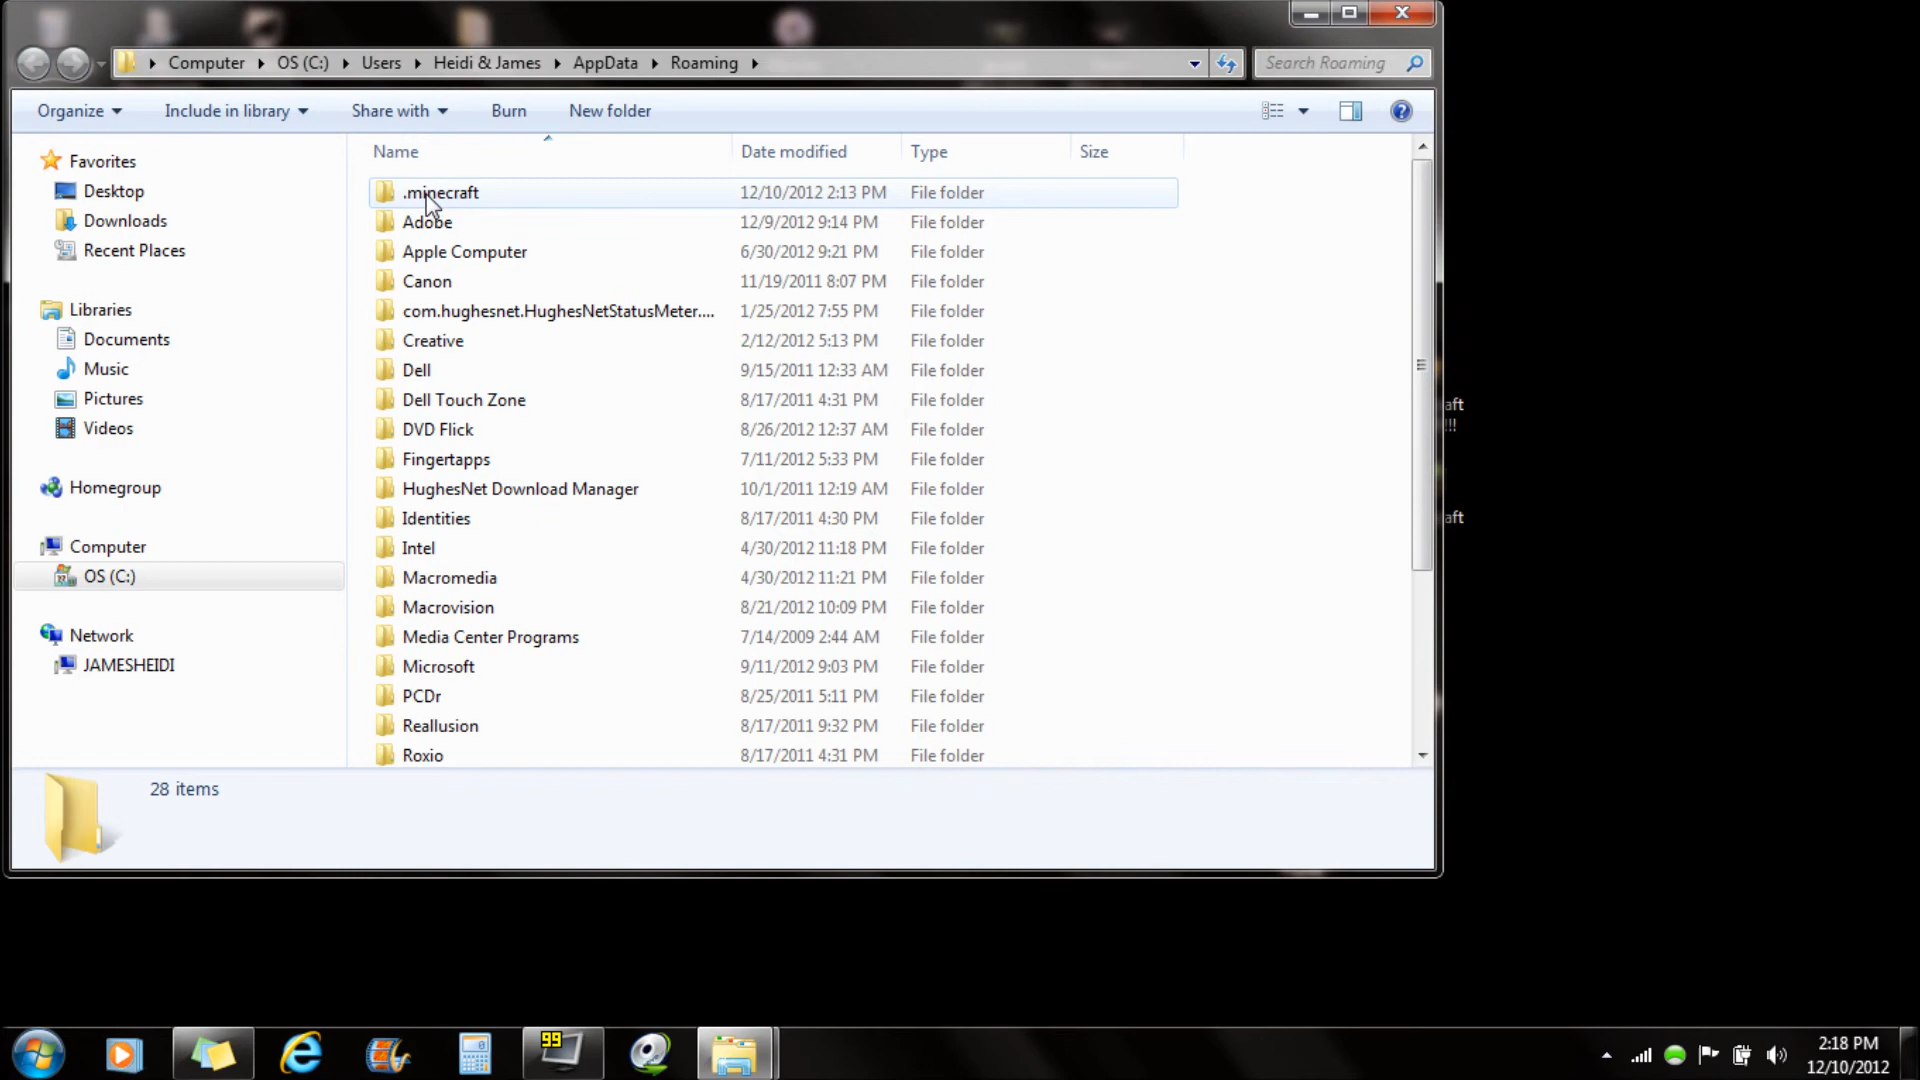 Computer OS (C:) Users Heidi & James AppData Roaming
Search Roaming
Organize Include in library Share with Burn New folder
Name Date modified Type Size
Favorites
Desktop
Downloads
Recent Places
Libraries
Documents
Music
Pictures
Videos
Homegroup
Computer
OS (C:)
Network
JAMESHEIDI
.minecraft 12/10/2012 2:13 PM File folder
Adobe 12/9/2012 9:14 PM File folder
Apple Computer 6/30/2012 9:21 PM File folder
Canon 11/19/2011 8:07 PM File folder
com.hughesnet.HughesNetStatusMeter.... 1/25/2012 7:55 PM File folder
Creative 2/12/2012 5:13 PM File folder
Dell 9/15/2011 12:33 AM File folder
Dell Touch Zone 8/17/2011 4:31 PM File folder
DVD Flick 8/26/2012 12:37 AM File folder
Fingertapps 7/11/2012 5:33 PM File folder
HughesNet Download Manager 10/1/2011 12:19 AM File folder
Identities 8/17/2011 4:30 PM File folder
Intel 4/30/2012 11:18 PM File folder
Macromedia 4/30/2012 11:21 PM File folder
Macrovision 8/21/2012 10:09 PM File folder
Media Center Programs 7/14/2009 2:44 AM File folder
Microsoft 9/11/2012 9:03 PM File folder
PCDr 8/25/2011 5:11 PM File folder
Reallusion 8/17/2011 9:32 PM File folder
Roxio 8/17/2011 4:31 PM File folder
28 items
aft
!!!
aft
99
2:18 PM
12/10/2012